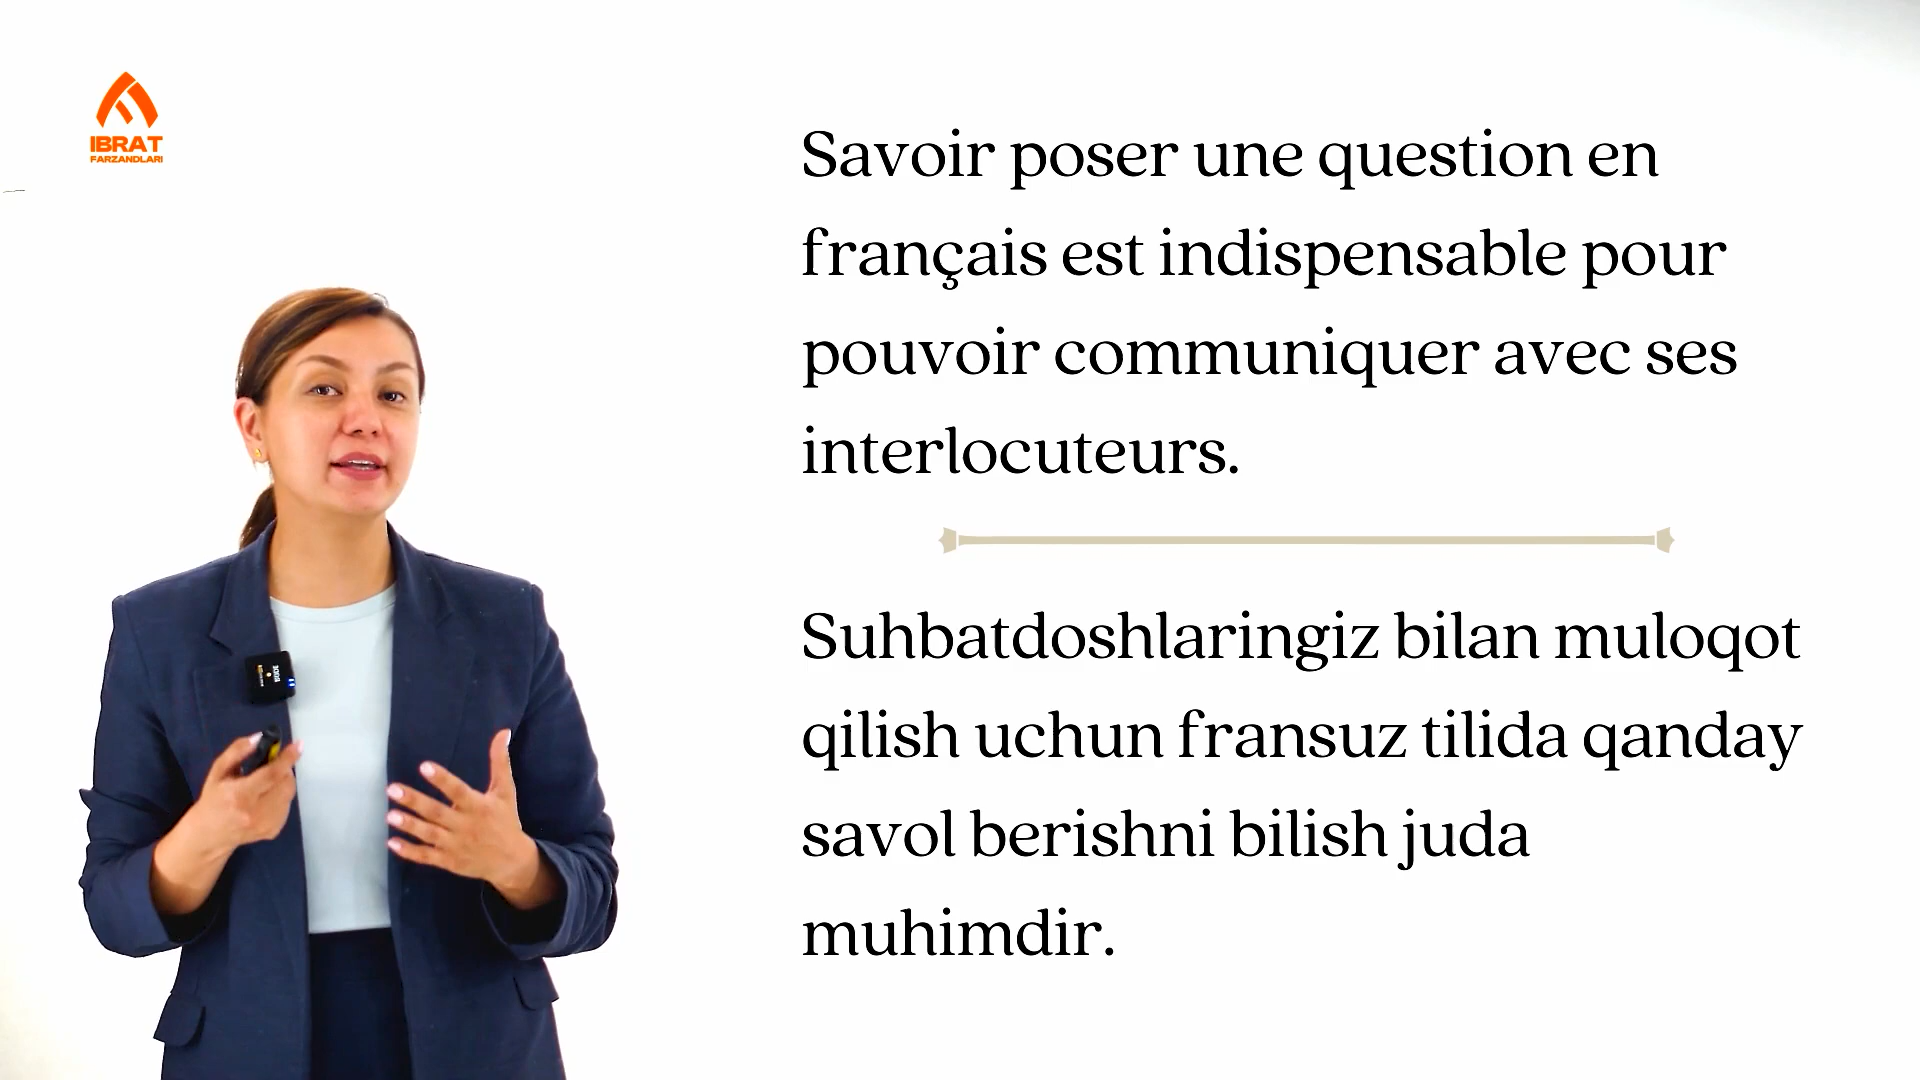 IBRAT
FARZANDLARI
Savoir poser une question en
français est indispensable pour
pouvoir communiquer avec ses
interlocuteurs.
Suhbatdoshlaringiz bilan muloqot
qilish uchun fransuz tilida qanday
savol berishni bilish juda
muhimdir.